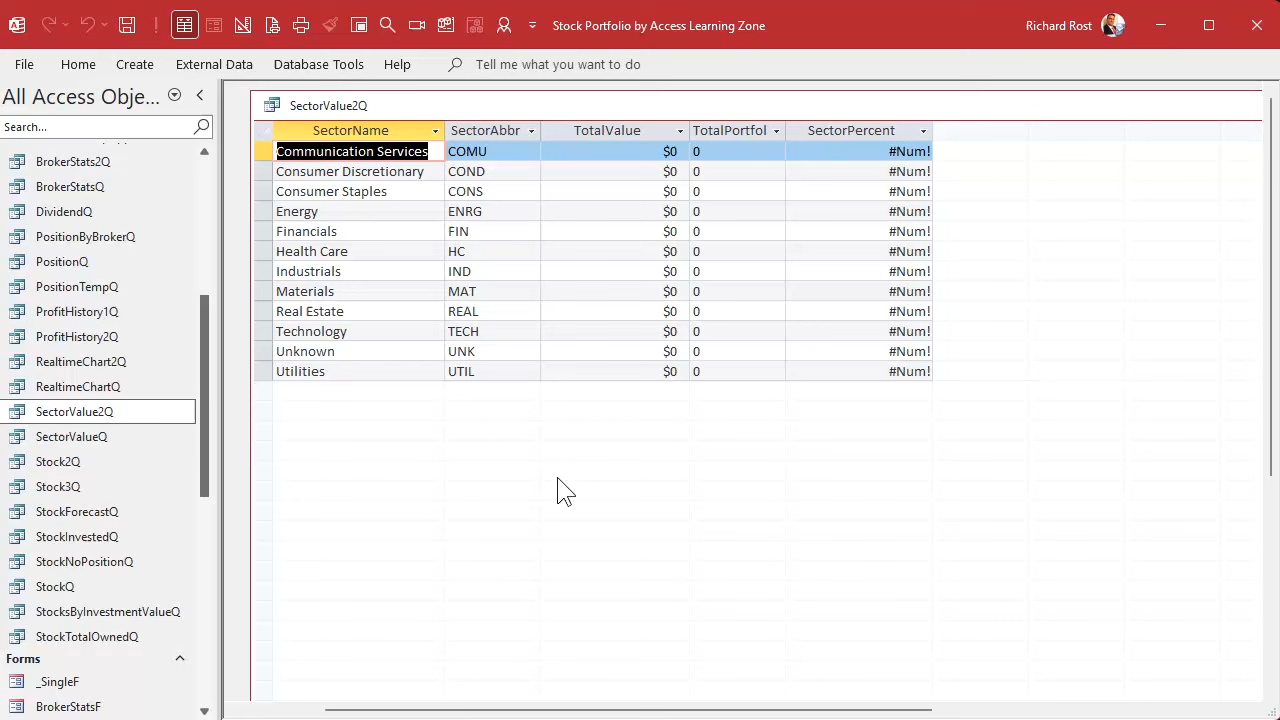 Stock Portfolio by Access Learning Zone
Richard Rost
File Home Create External Data Database Tools Help Tell me what you want to do
All Access Obje...
Search...
BrokerStats2Q
BrokerStatsQ
DividendQ
PositionByBrokerQ
PositionQ
PositionTempQ
ProfitHistory1Q
ProfitHistory2Q
RealtimeChart2Q
RealtimeChartQ
SectorValue2Q
SectorValueQ
Stock2Q
Stock3Q
StockForecastQ
StockInvestedQ
StockNoPositionQ
StockQ
StocksByInvestmentValueQ
StockTotalOwnedQ
Forms
_SingleF
BrokerStatsF
SectorValue2Q
SectorName SectorAbbr TotalValue TotalPortfol SectorPercent
Communication Services COMU $0 0 #Num!
Consumer Discretionary COND $0 0 #Num!
Consumer Staples CONS $0 0 #Num!
Energy ENRG $0 0 #Num!
Financials FIN $0 0 #Num!
Health Care HC $0 0 #Num!
Industrials IND $0 0 #Num!
Materials MAT $0 0 #Num!
Real Estate REAL $0 0 #Num!
Technology TECH $0 0 #Num!
Unknown UNK $0 0 #Num!
Utilities UTIL $0 0 #Num!